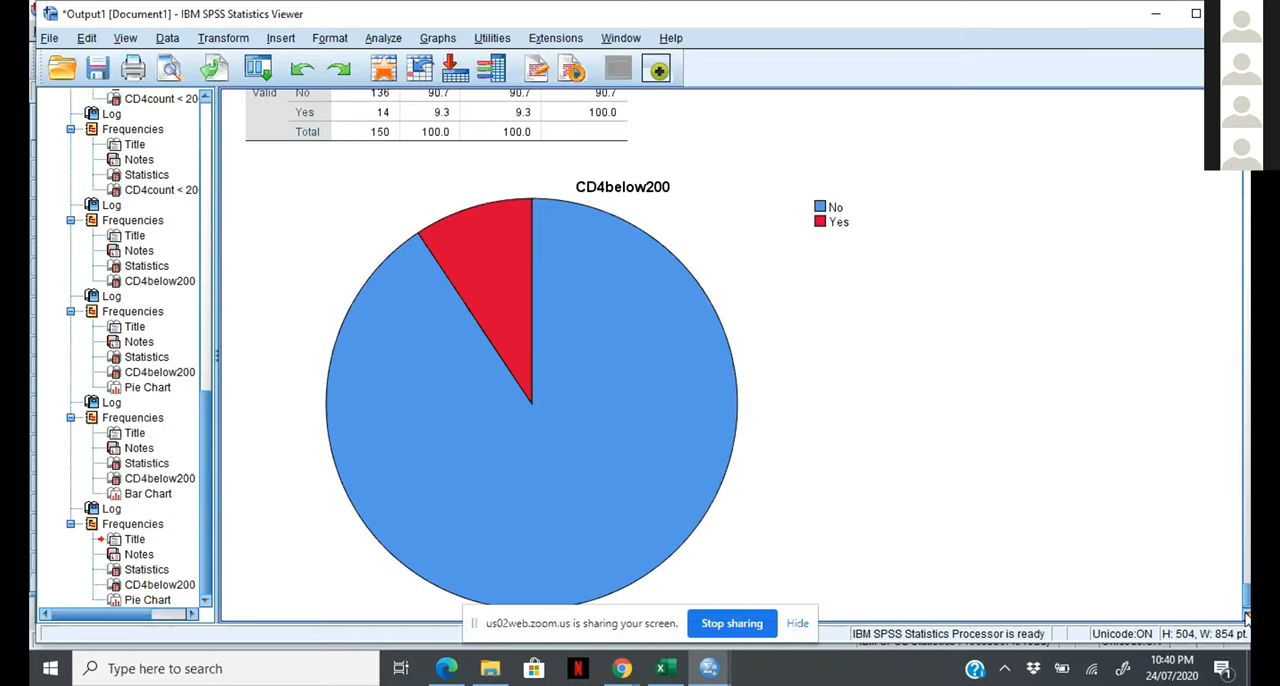 *Output1 [Document1] - IBM SPSS Statistics Viewer
File Edit View Data Transform Insert Format Analyze Graphs Utilities Extensions Window Help
CD4count < 20
Log
Frequencies
Title
Notes
Statistics
CD4count < 20
Log
Frequencies
Title
Notes
Statistics
CD4below200
Log
Frequencies
Title
Notes
Statistics
CD4below200
Pie Chart
Log
Frequencies
Title
Notes
Statistics
CD4below200
Bar Chart
Log
Frequencies
Title
Notes
Statistics
CD4below200
Pie Chart
Valid No 136 90.7 90.7 90.7
Yes 14 9.3 9.3 100.0
Total 150 100.0 100.0
CD4below200
No
Yes
us02web.zoom.us is sharing your screen. Stop sharing Hide
IBM SPSS Statistics Processor is ready Unicode:ON H: 504, W: 854 pt.
Type here to search
10:40 PM
24/07/2020
1